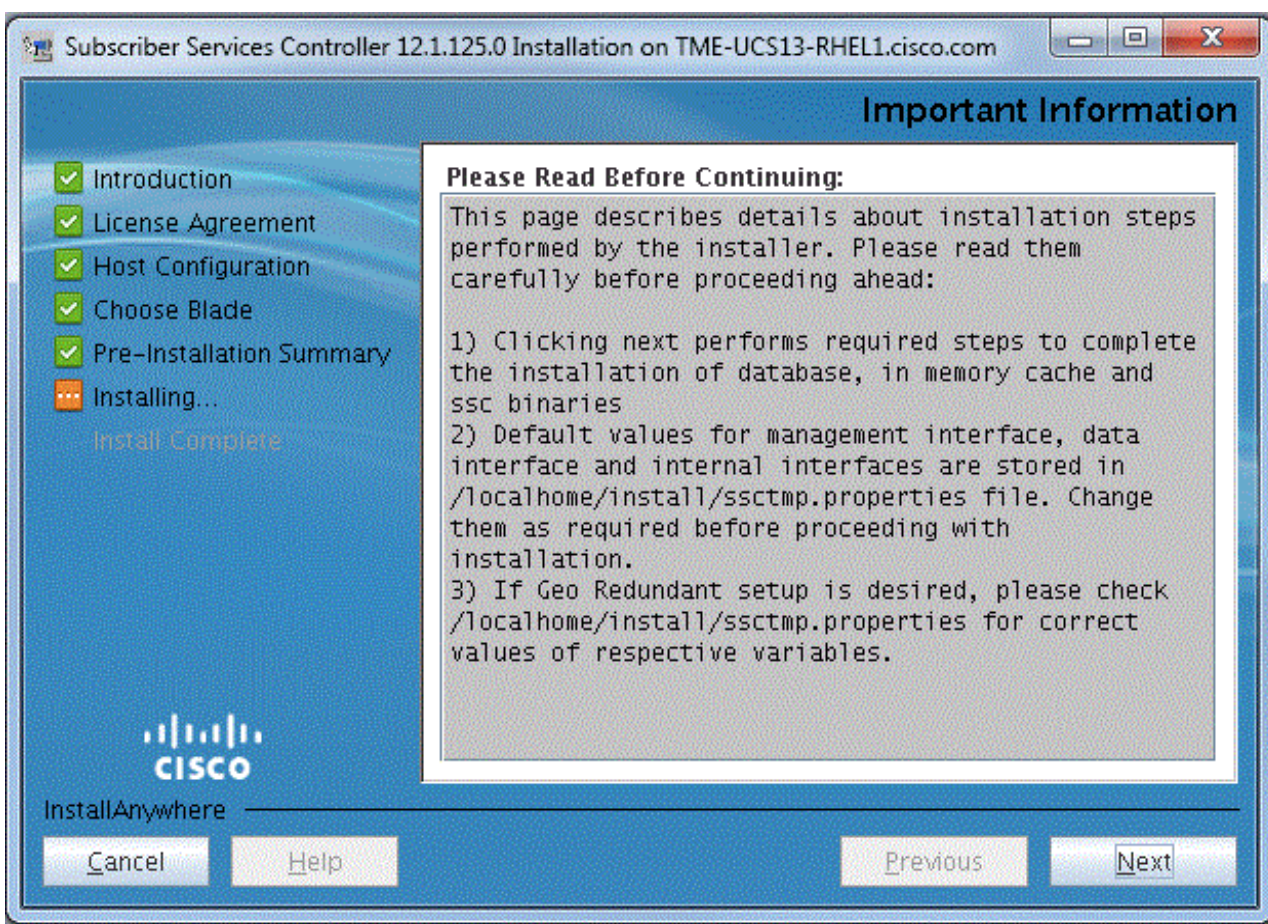 Subscriber Services Controller 12.1.125.0 Installation on TME-UCS13-RHEL1.cisco.com
Important Information
Introduction
License Agreement
Host Configuration
Choose Blade
Pre-Installation Summary
Installing...
Install Complete
Please Read Before Continuing:
This page describes details about installation steps
performed by the installer. Please read them
carefully before proceeding ahead:
1) Clicking next performs required steps to complete
the installation of database, in memory cache and
ssc binaries
2) Default values for management interface, data
interface and internal interfaces are stored in
/localhome/install/ssctmp.properties file. Change
them as required before proceeding with
installation.
3) If Geo Redundant setup is desired, please check
/localhome/install/ssctmp.properties for correct
values of respective variables.
CISCO
InstallAnywhere
Cancel
Help
Previous
Next